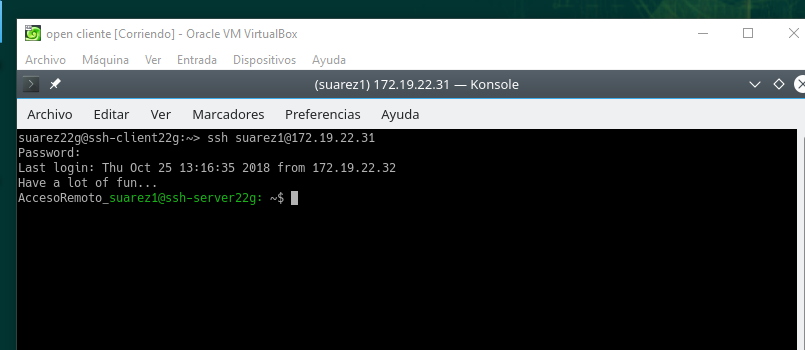 open cliente [Corriendo] - Oracle VM VirtualBox
Archivo Máquina Ver Entrada Dispositivos Ayuda
(suarez1) 172.19.22.31 — Konsole
Archivo Editar Ver Marcadores Preferencias Ayuda
suarez22g@ssh-client22g:~> ssh suarez1@172.19.22.31
Password:
Last login: Thu Oct 25 13:16:35 2018 from 172.19.22.32
Have a lot of fun...
AccesoRemoto_suarez1@ssh-server22g: ~$